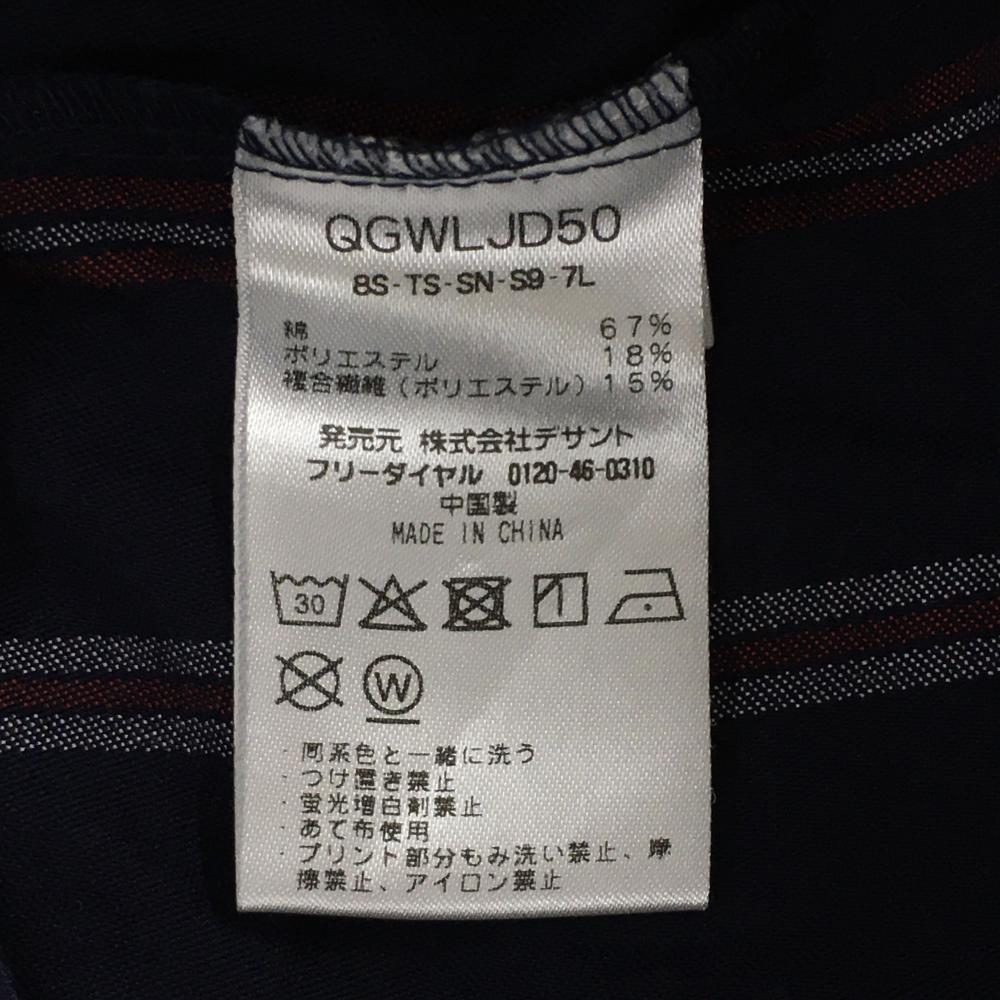 QGWLJD50
8S-TS-SN-S9-7L
綿 67%
ポリエステル 18%
複合繊維（ポリエステル）15%
発売元 株式会社デサント
フリーダイヤル 0120-46-0310
中国製
MADE IN CHINA
30
W
・同系色と一緒に洗う
・つけ置き禁止
・蛍光増白剤禁止
・あて布使用
・プリント部分もみ洗い禁止、摩
擦禁止、アイロン禁止